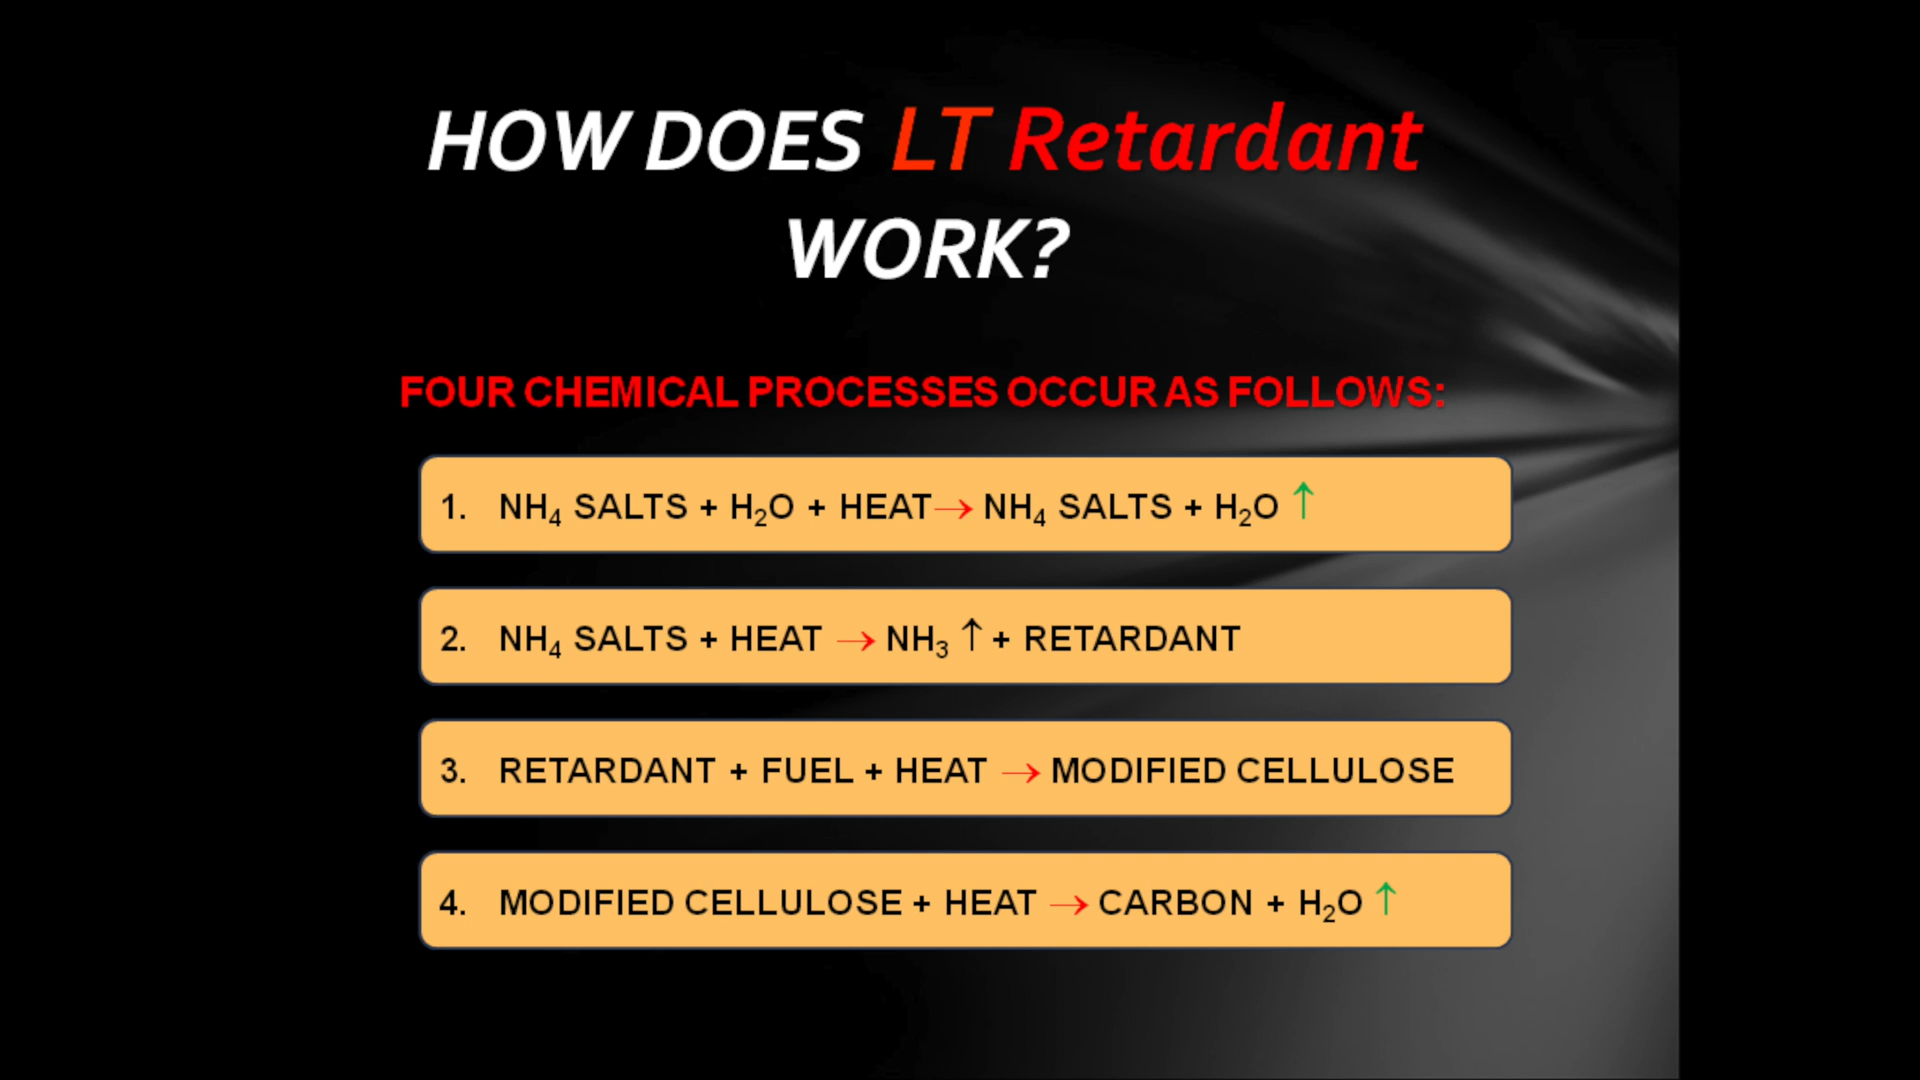 HOW DOES LT Retardant
WORK?
FOUR CHEMICAL PROCESSES OCCUR AS FOLLOWS:
1. NH₄ SALTS + H₂O + HEAT→ NH₄ SALTS + H₂O ↑
2. NH₄ SALTS + HEAT → NH₃ ↑ + RETARDANT
3. RETARDANT + FUEL + HEAT → MODIFIED CELLULOSE
4. MODIFIED CELLULOSE + HEAT → CARBON + H₂O ↑